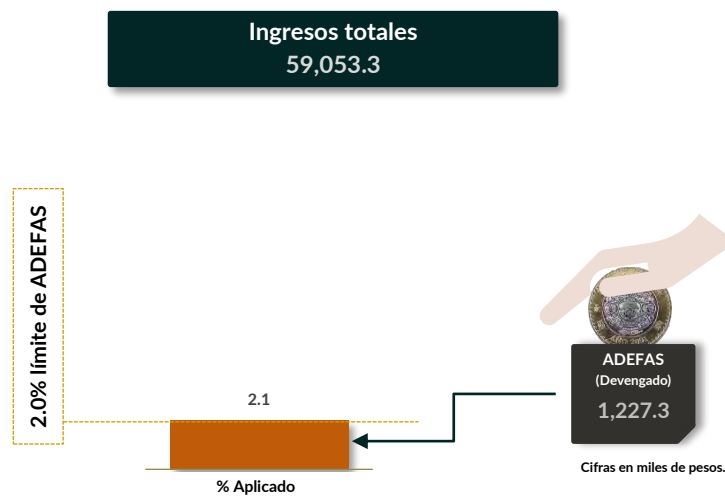 Ingresos totales
59,053.3
2.0% límite de ADEFAS
2.1
% Aplicado
ADEFAS
(Devengado)
1,227.3
Cifras en miles de pesos.